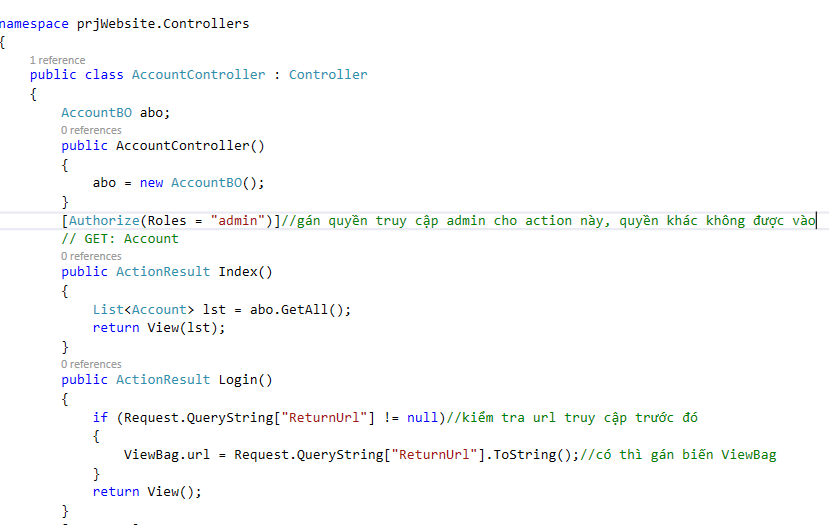 namespace prjWebsite.Controllers
{
1 reference
public class AccountController : Controller
{
AccountBO abo;
0 references
public AccountController()
{
abo = new AccountBO();
}
[Authorize(Roles = "admin")]//gán quyền truy cập admin cho action này, quyền khác không được vào
// GET: Account
0 references
public ActionResult Index()
{
List<Account> lst = abo.GetAll();
return View(lst);
}
0 references
public ActionResult Login()
{
if (Request.QueryString["ReturnUrl"] != null)//kiểm tra url truy cập trước đó
{
ViewBag.url = Request.QueryString["ReturnUrl"].ToString();//có thì gán biến ViewBag
}
return View();
}